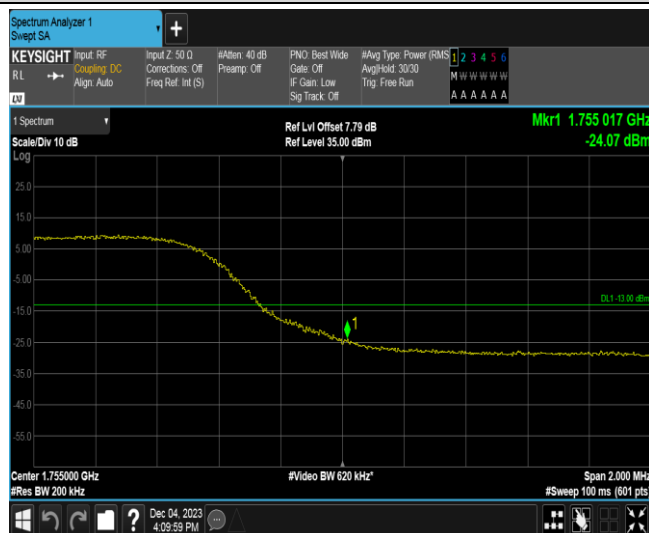 Spectrum Analyzer 1
Swept SA
KEYSIGHT
RL
Input: RF
Coupling: DC
Align: Auto
Input Z: 50 Ω
Corrections: Off
Freq Ref: Int (S)
#Atten: 40 dB
Preamp: Off
PNO: Best Wide
Gate: Off
IF Gain: Low
Sig Track: Off
#Avg Type: Power (RMS
Avg|Hold: 30/30
Trig: Free Run
1 2 3 4 5 6
M W W W W W
A A A A A A
LXI
1 Spectrum
Scale/Div 10 dB
Log
Ref Lvl Offset 7.79 dB
Ref Level 35.00 dBm
Mkr1 1.755 017 GHz
-24.07 dBm
25.0
15.0
5.00
-5.00
DL1 -13.00 dBm
-15.0
1
-25.0
-35.0
-45.0
-55.0
Center 1.755000 GHz
#Video BW 620 kHz*
Span 2.000 MHz
#Res BW 200 kHz
#Sweep 100 ms (601 pts)
?
Dec 04, 2023
4:09:59 PM